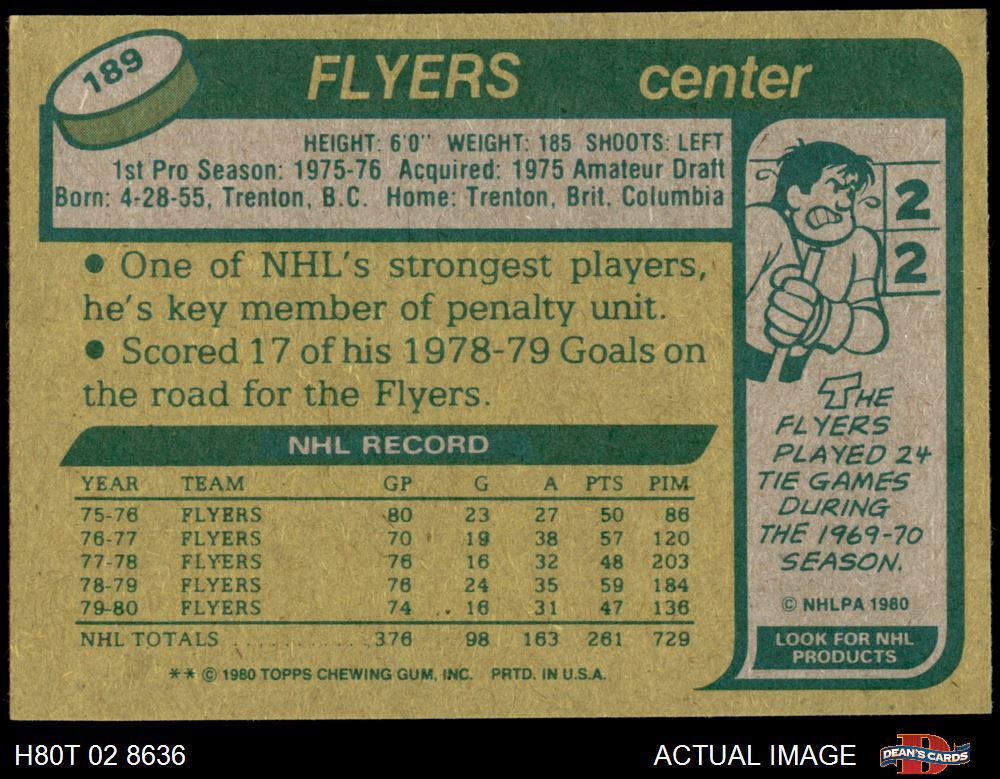 189
FLYERS center
HEIGHT: 6'0" WEIGHT: 185 SHOOTS: LEFT
1st Pro Season: 1975-76 Acquired: 1975 Amateur Draft
Born: 4-28-55, Trenton, B.C. Home: Trenton, Brit. Columbia
• One of NHL's strongest players,
he's key member of penalty unit.
• Scored 17 of his 1978-79 Goals on
the road for the Flyers.
NHL RECORD
YEAR TEAM GP G A PTS PIM
75-76 FLYERS 80 23 27 50 86
76-77 FLYERS 70 19 38 57 120
77-78 FLYERS 76 16 32 48 203
78-79 FLYERS 76 24 35 59 184
79-80 FLYERS 74 16 31 47 136
NHL TOTALS 376 98 163 261 729
** © 1980 TOPPS CHEWING GUM, INC. PRTD. IN U.S.A.
2
2
THE
FLYERS
PLAYED 24
TIE GAMES
DURING
THE 1969-70
SEASON.
© NHLPA 1980
LOOK FOR NHL
PRODUCTS
H80T 02 8636
ACTUAL IMAGE
D
DEAN'S CARDS